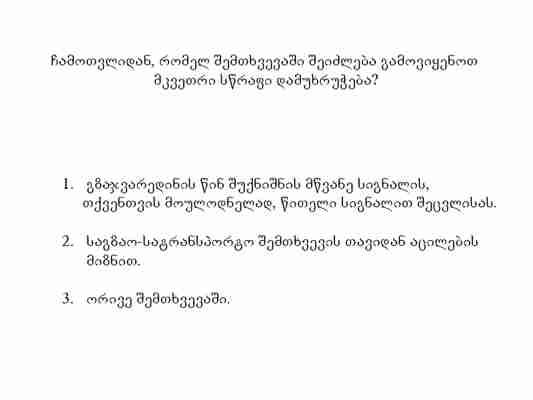 ჩამოთვლიდან, რომელ შემთხვევაში შეიძლება გამოვიყენოთ
მკვეთრი სწრაფი დამუხრუჭება?
1. გზაჯვარედინის წინ შუქნიშნის მწვანე სიგნალის,
თქვენთვის მოულოდნელად, წითელი სიგნალით შეცვლისას.
2. საგზაო-სატრანსპორტო შემთხვევის თავიდან აცილების
მიზნით.
3. ორივე შემთხვევაში.